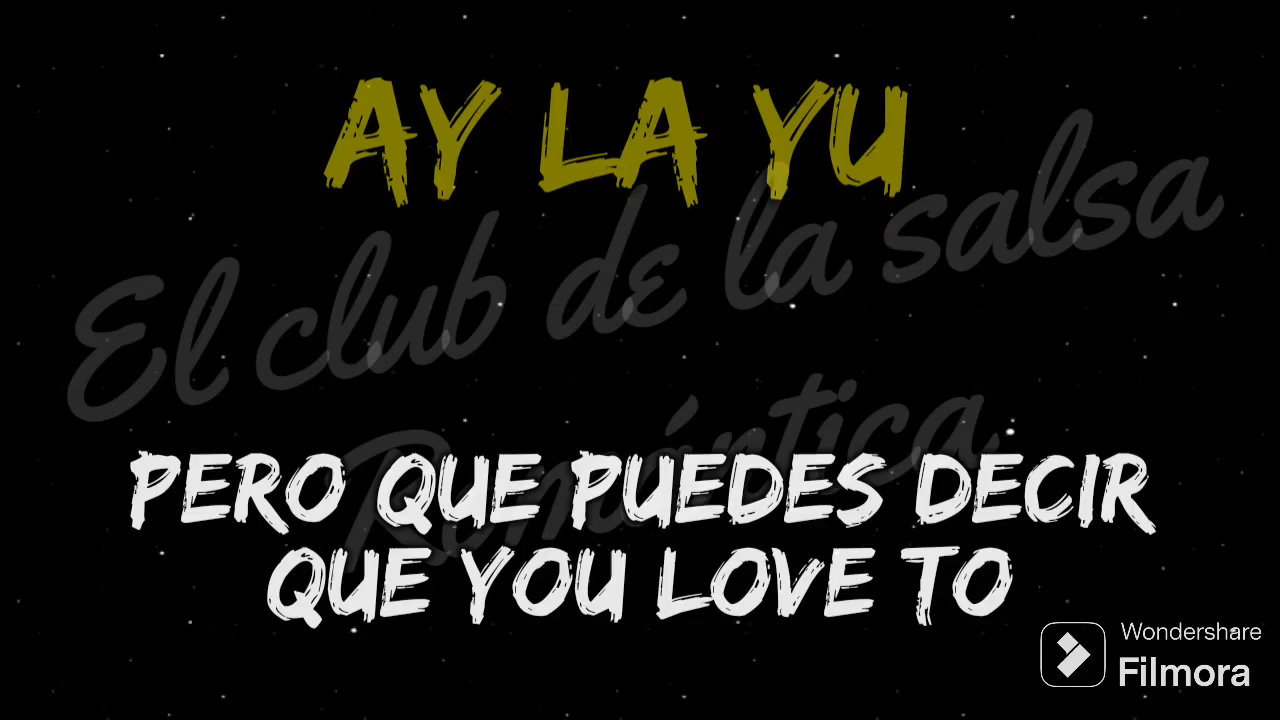 AY LA YU
El club de la salsa
Romántica
PERO QUE PUEDES DECIR
QUE YOU LOVE TO
Wondershare
Filmora